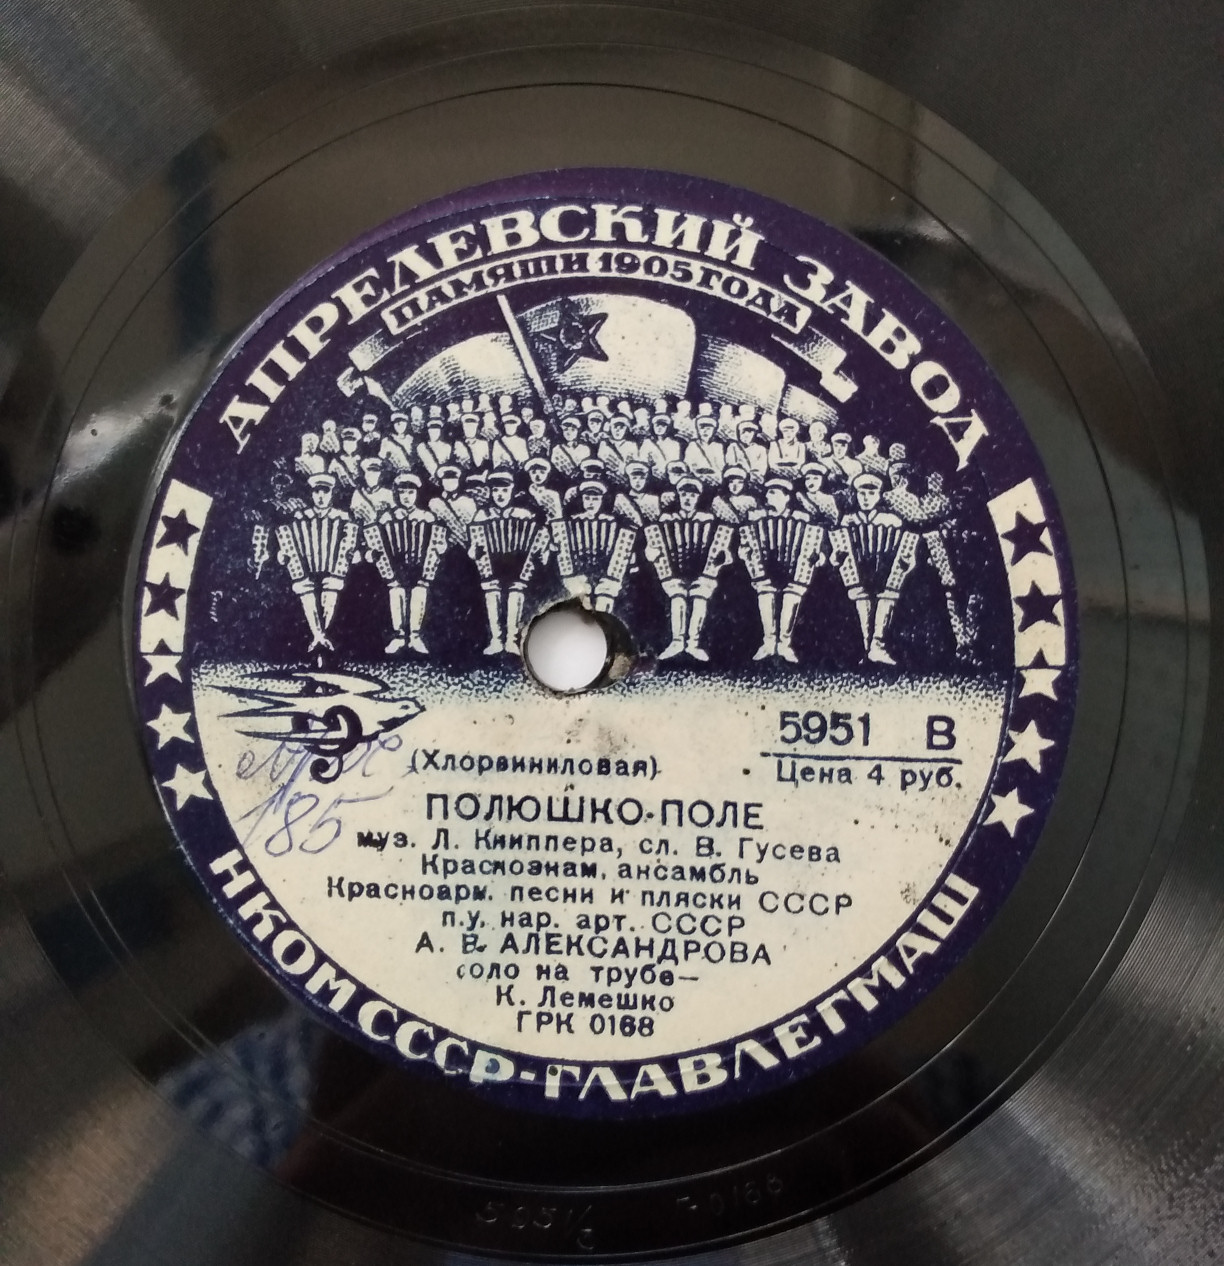 АПРЕЛЕВСКИЙ ЗАВОД
ПАМЯТИ 1905 ГОДА
5951 В
(Хлорвиниловая)
Цена 4 руб.
185
ПОЛЮШКО-ПОЛЕ
муз. Л. Книппера, сл. В. Гусева
Краснознам. ансамбль
Красноарм. песни и пляски СССР
п.у. нар. арт. СССР
А. В. АЛЕКСАНДРОВА
соло на трубе—
К. Лемешко
ГРК 0168
НКОМ СССР-ГЛАВЛЕГМАШ